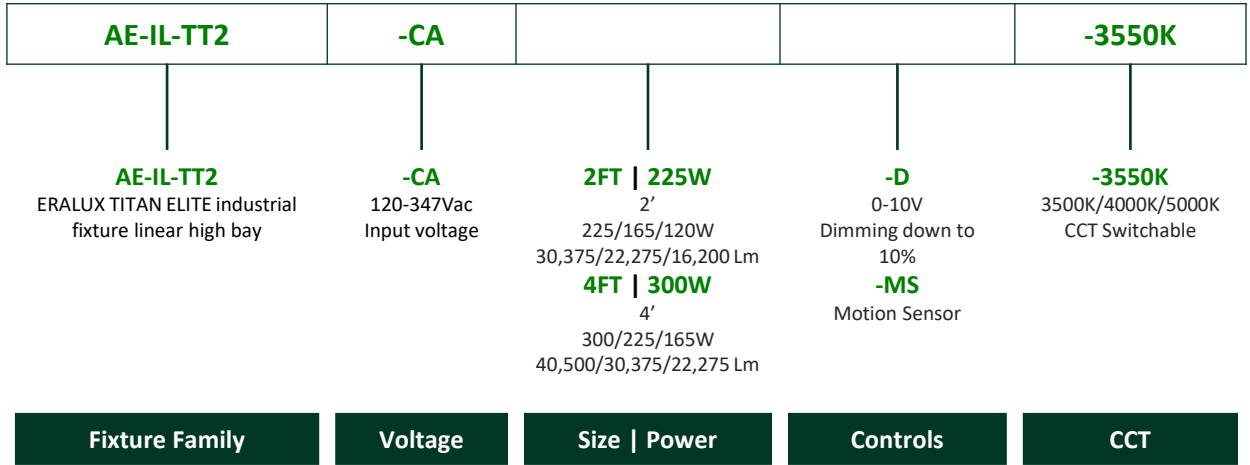 AE-IL-TT2 -CA -3550K
AE-IL-TT2
ERALUX TITAN ELITE industrial
fixture linear high bay
-CA
120-347Vac
Input voltage
2FT | 225W
2’
225/165/120W
30,375/22,275/16,200 Lm
4FT | 300W
4’
300/225/165W
40,500/30,375/22,275 Lm
-D
0-10V
Dimming down to
10%
-MS
Motion Sensor
-3550K
3500K/4000K/5000K
CCT Switchable
Fixture Family Voltage Size | Power Controls CCT